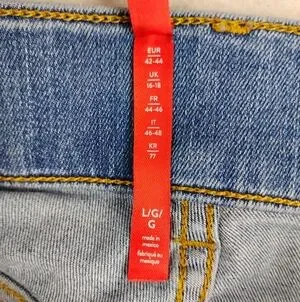 EUR
42-44
UK
16-18
FR
44-46
IT
46-48
KR
77
L/G/
G
made in
mexico
fabriqué au
mexique